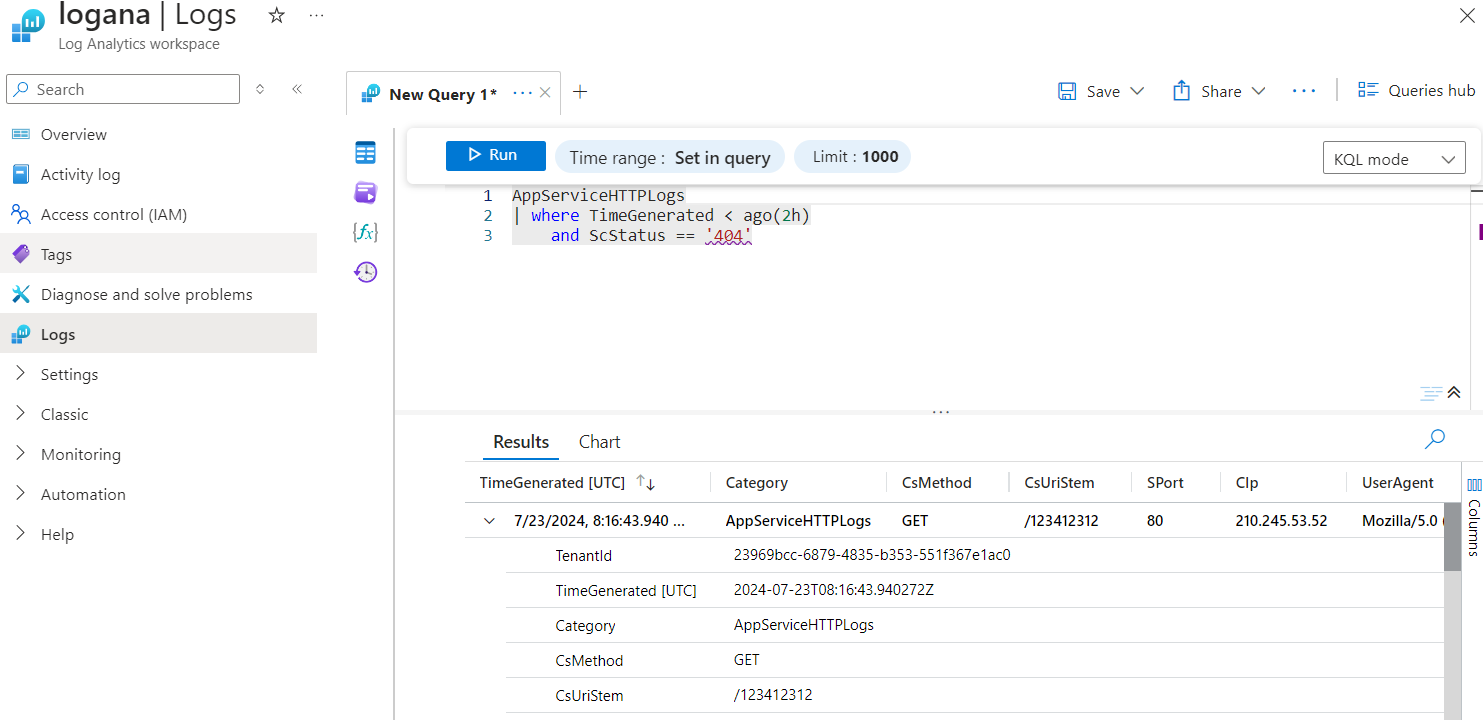 logana | Logs
Log Analytics workspace
Search
Overview
Activity log
Access control (IAM)
Tags
Diagnose and solve problems
Logs
Settings
Classic
Monitoring
Automation
Help
New Query 1*
Save
Share
Queries hub
Run
Time range : Set in query
Limit : 1000
KQL mode
1 AppServiceHTTPLogs
2 | where TimeGenerated < ago(2h)
3 and ScStatus == '404'
Results Chart
TimeGenerated [UTC] Category CsMethod CsUriStem SPort CIp UserAgent
7/23/2024, 8:16:43.940 ... AppServiceHTTPLogs GET /123412312 80 210.245.53.52 Mozilla/5.0 (
TenantId 23969bcc-6879-4835-b353-551f367e1ac0
TimeGenerated [UTC] 2024-07-23T08:16:43.940272Z
Category AppServiceHTTPLogs
CsMethod GET
CsUriStem /123412312
Columns